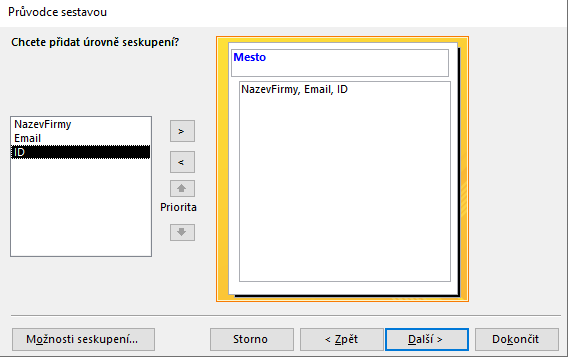 Průvodce sestavou
Chcete přidat úrovně seskupení?
NazevFirmy
Email
ID
>
<
Priorita
Mesto
NazevFirmy, Email, ID
Možnosti seskupení...
Storno
< Zpět
Další >
Dokončit